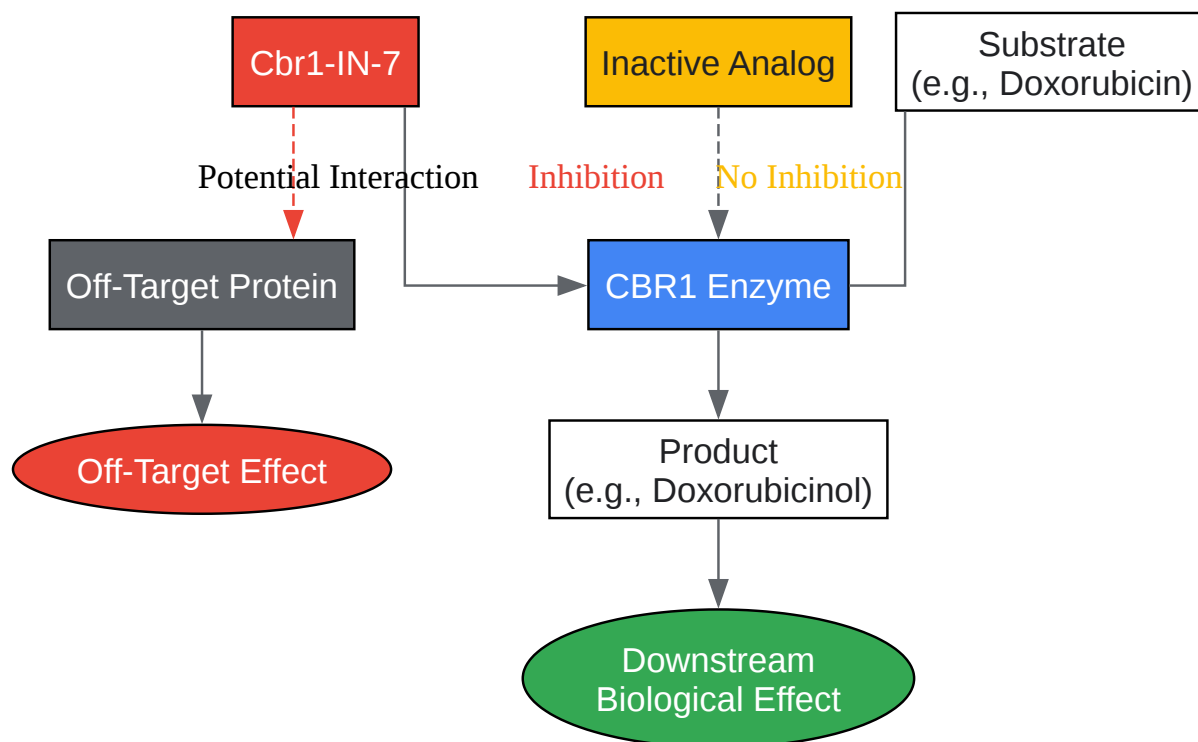 Cbr1-IN-7
Inactive Analog
Substrate
(e.g., Doxorubicin)
Potential Interaction
Inhibition
No Inhibition
Off-Target Protein
CBR1 Enzyme
Off-Target Effect
Product
(e.g., Doxorubicinol)
Downstream
Biological Effect